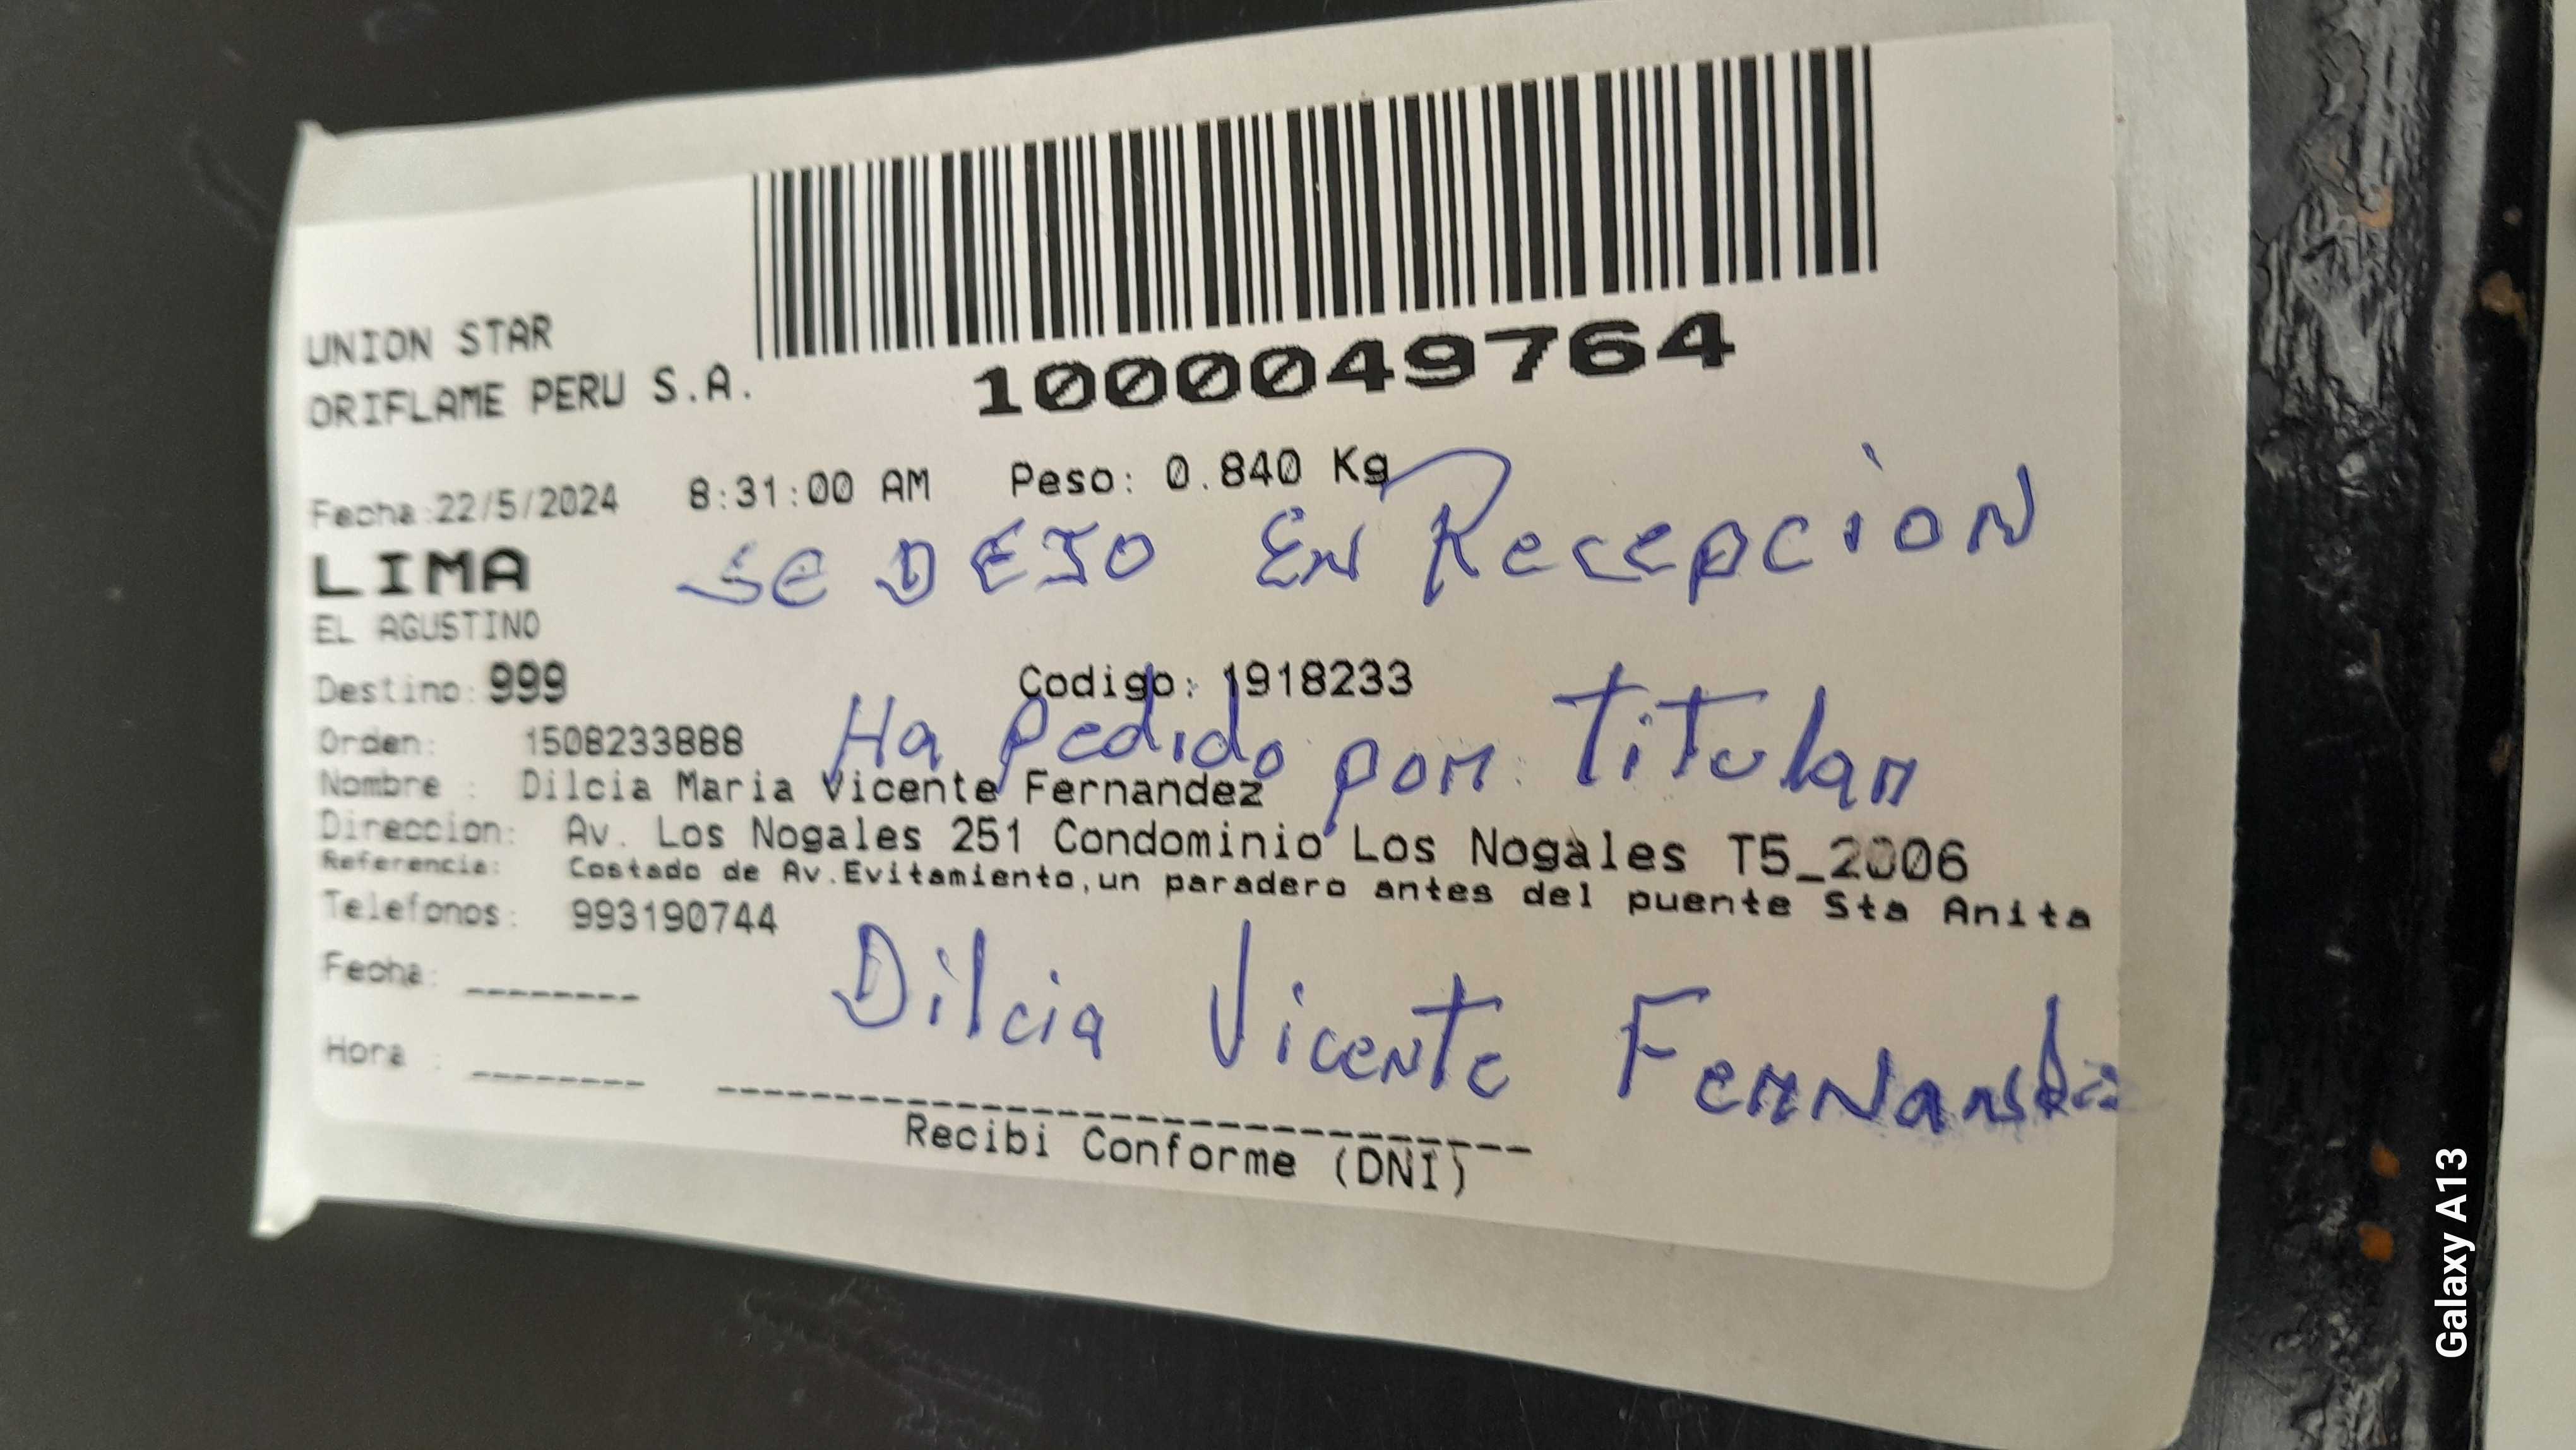 UNION STAR
ORIFLAME PERU S.A.
1000049764
Fecha:22/5/2024 8:31:00 AM Peso: 0.840 Kg
LIMA
SE DEJO EN RecepcioN
EL AGUSTINO
Destino: 999 Codigo: 1918233
Ha pedido por TiTular
Orden: 1508233888
Nombre : Dilcia Maria Vicente Fernandez
Direccion: Av. Los Nogales 251 Condominio Los Nogales T5_2006
Referencia: Costado de Av.Evitamiento,un paradero antes del puente Sta Anita
Telefonos: 993190744
Dilcia Vicente
Fecha: --------
Hora : --------
Recibi Conforme (DNI)
Galaxy A13